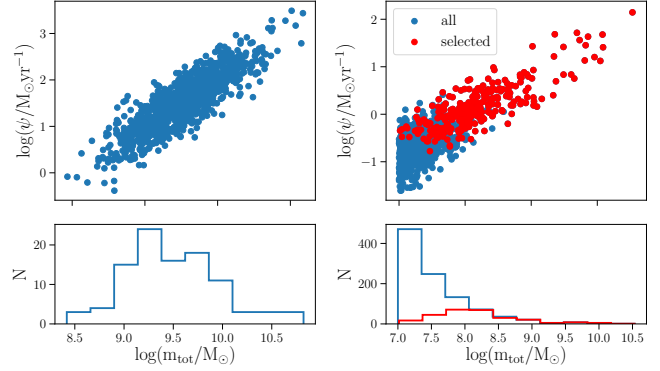 3
2
1
0
log(ψ/M⊙yr⁻¹)
2
1
0
−1
log(ψ/M⊙yr⁻¹)
all
selected
20
10
0
N
8.5 9.0 9.5 10.0 10.5
log(m_tot/M⊙)
400
200
0
N
7.0 7.5 8.0 8.5 9.0 9.5 10.0 10.5
log(m_tot/M⊙)